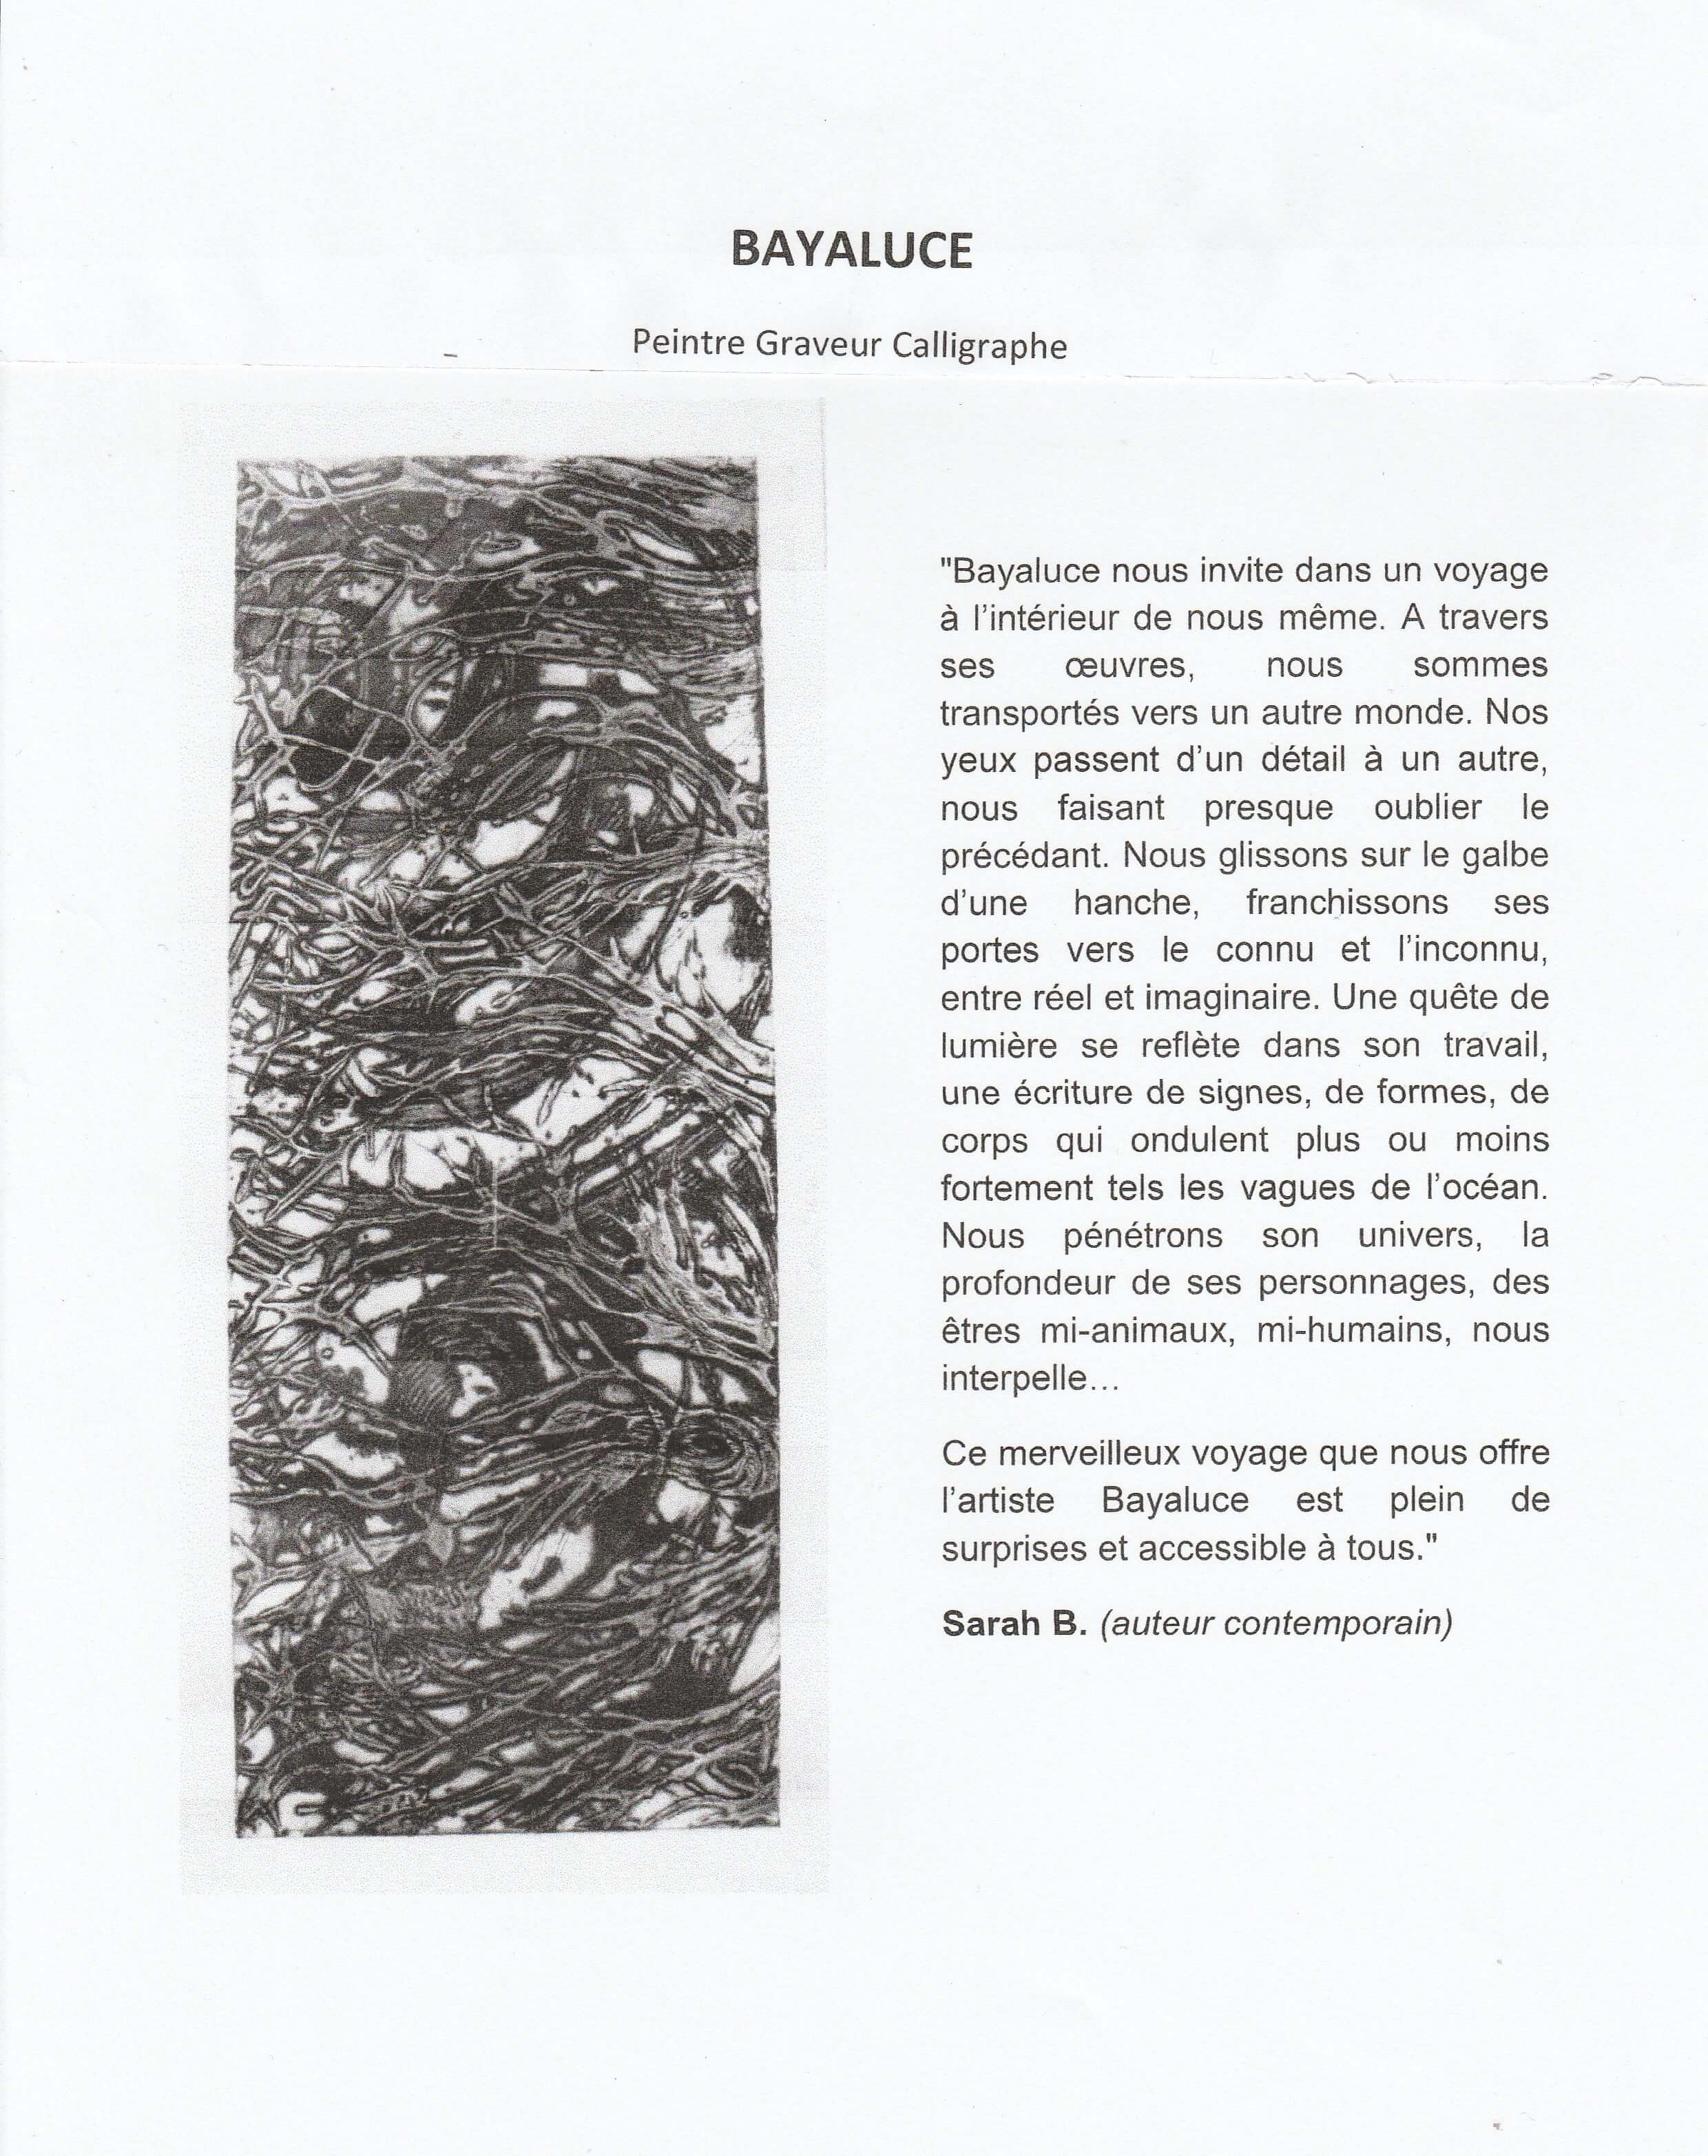 BAYALUCE
Peintre Graveur Calligraphe
"Bayaluce nous invite dans un voyage
à l’intérieur de nous même. A travers
ses œuvres, nous sommes
transportés vers un autre monde. Nos
yeux passent d’un détail à un autre,
nous faisant presque oublier le
précédant. Nous glissons sur le galbe
d’une hanche, franchissons ses
portes vers le connu et l’inconnu,
entre réel et imaginaire. Une quête de
lumière se reflète dans son travail,
une écriture de signes, de formes, de
corps qui ondulent plus ou moins
fortement tels les vagues de l’océan.
Nous pénétrons son univers, la
profondeur de ses personnages, des
êtres mi-animaux, mi-humains, nous
interpelle...
Ce merveilleux voyage que nous offre
l’artiste Bayaluce est plein de
surprises et accessible à tous."
Sarah B. (auteur contemporain)